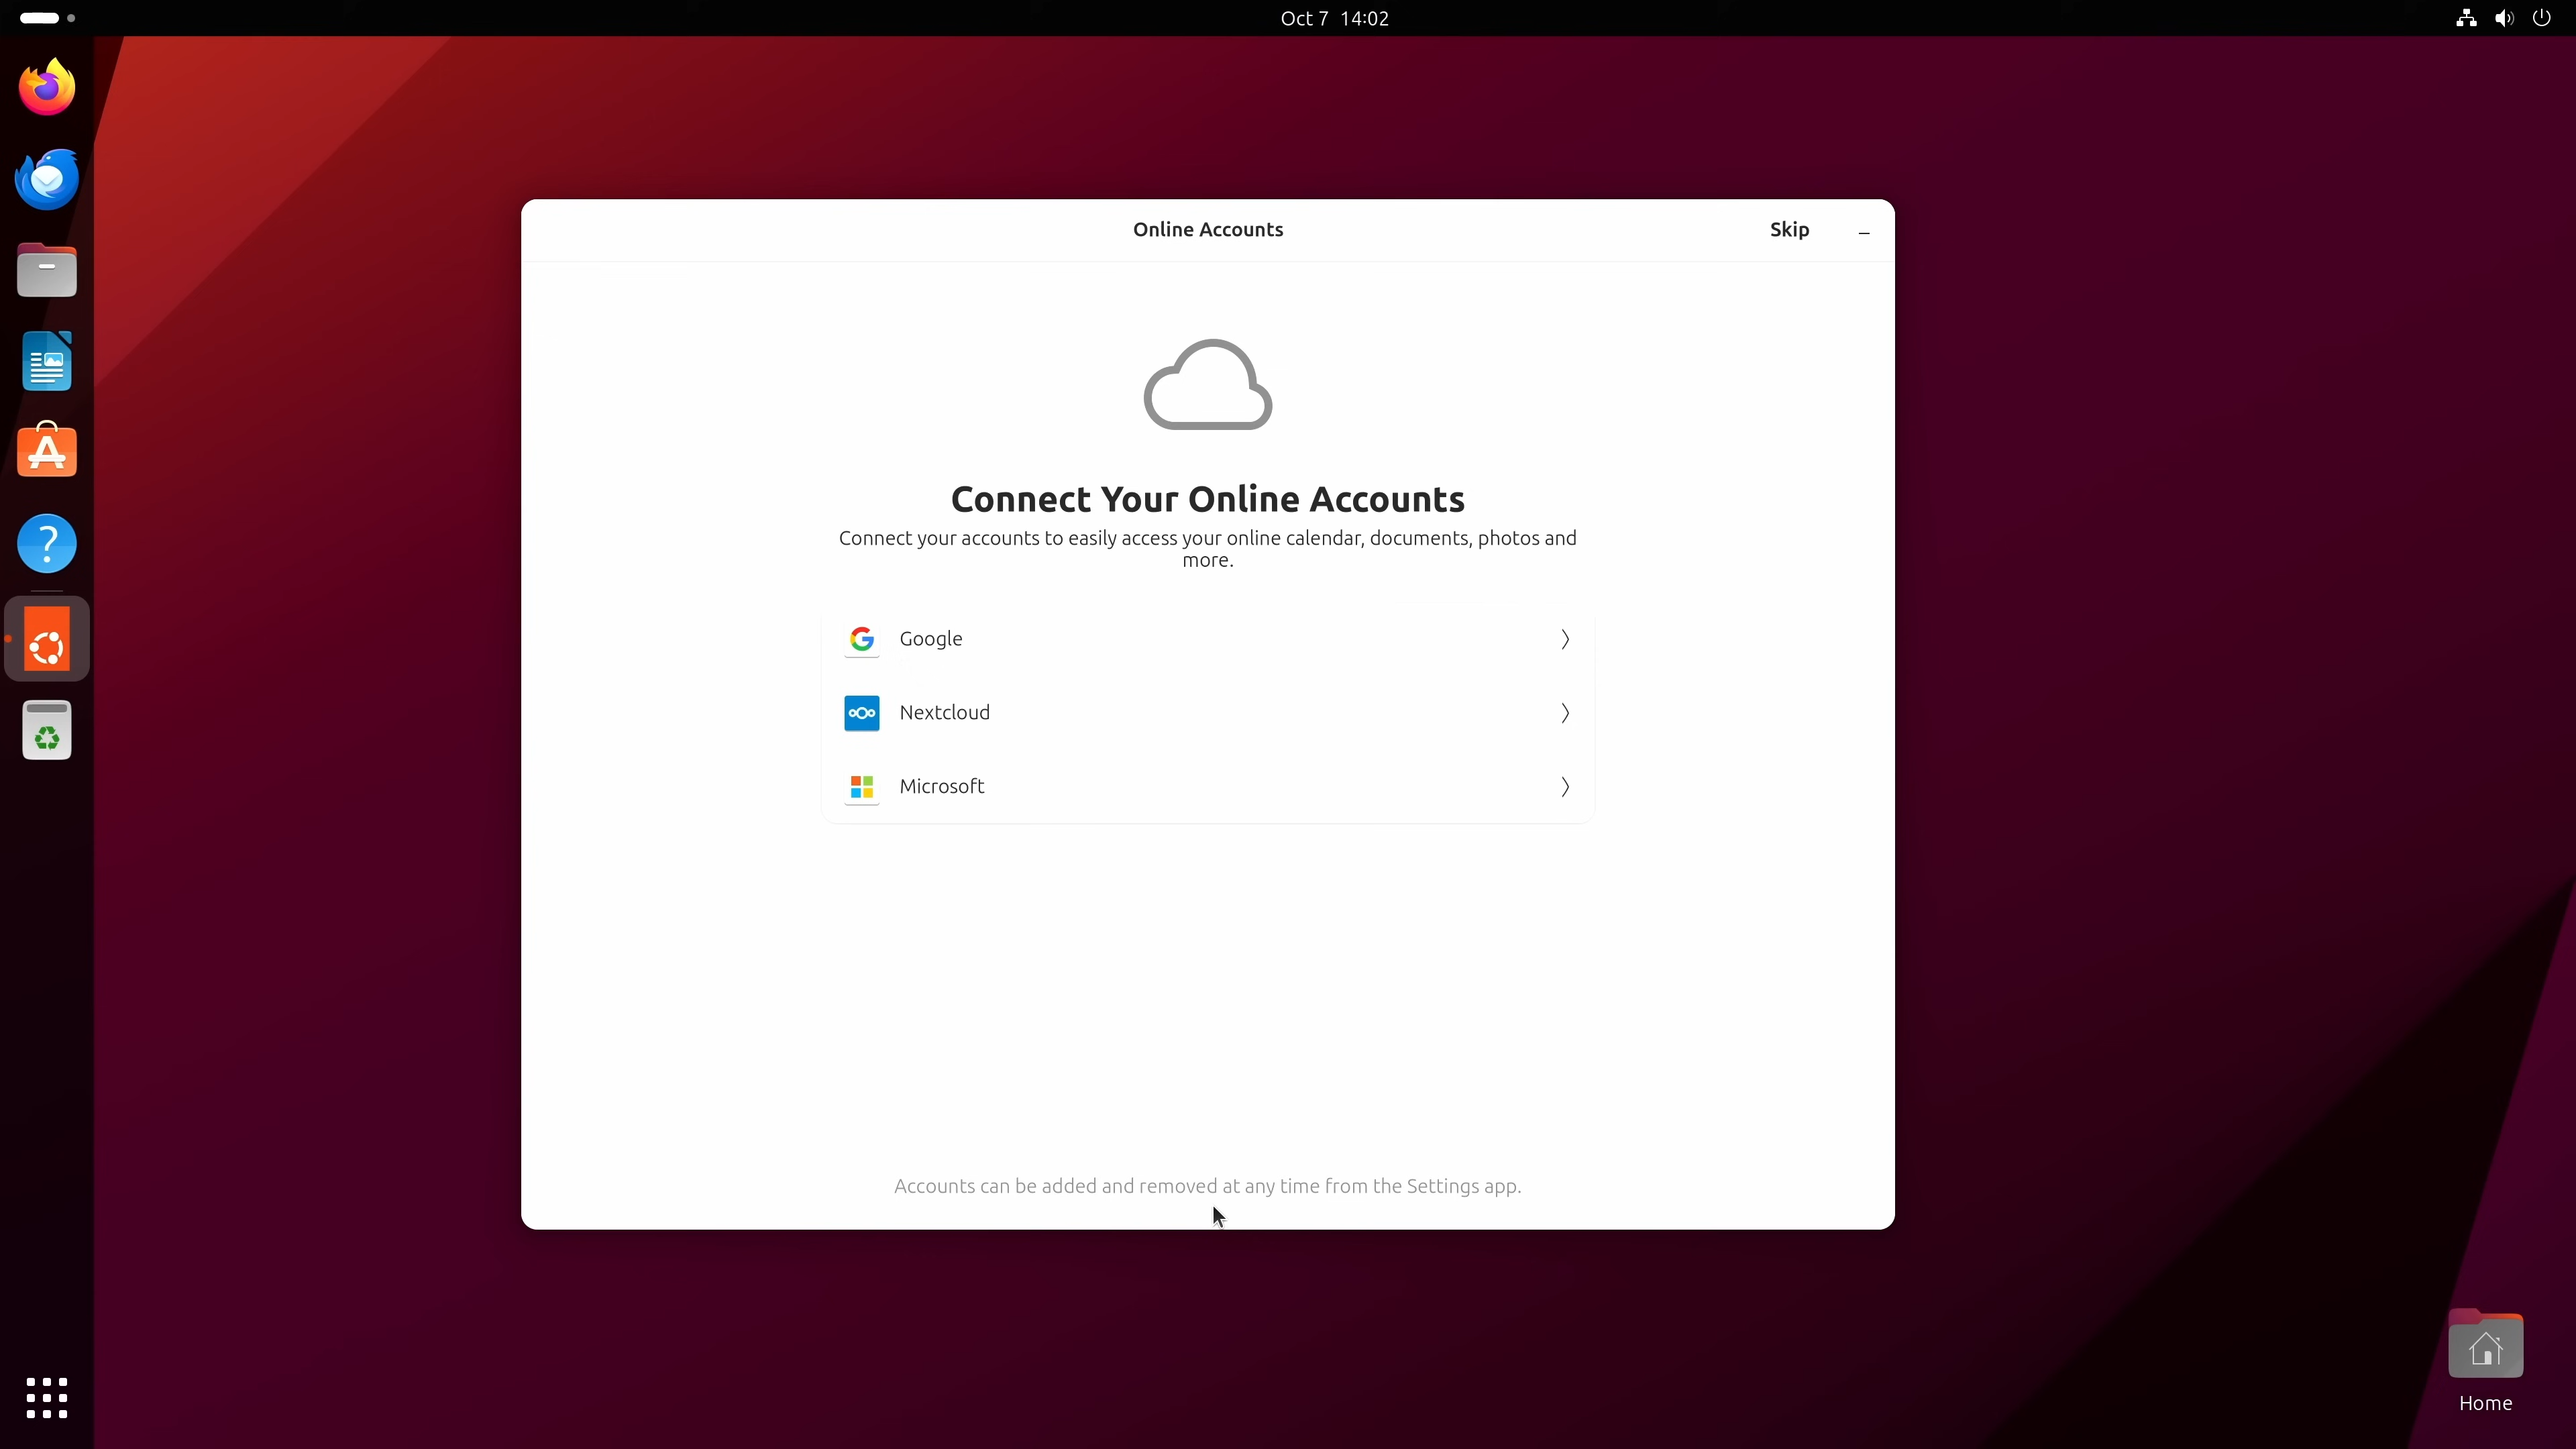 Oct 7 14:02
Online Accounts
Skip
Connect Your Online Accounts
Connect your accounts to easily access your online calendar, documents, photos and
more.
Google
Nextcloud
Microsoft
Accounts can be added and removed at any time from the Settings app.
Home